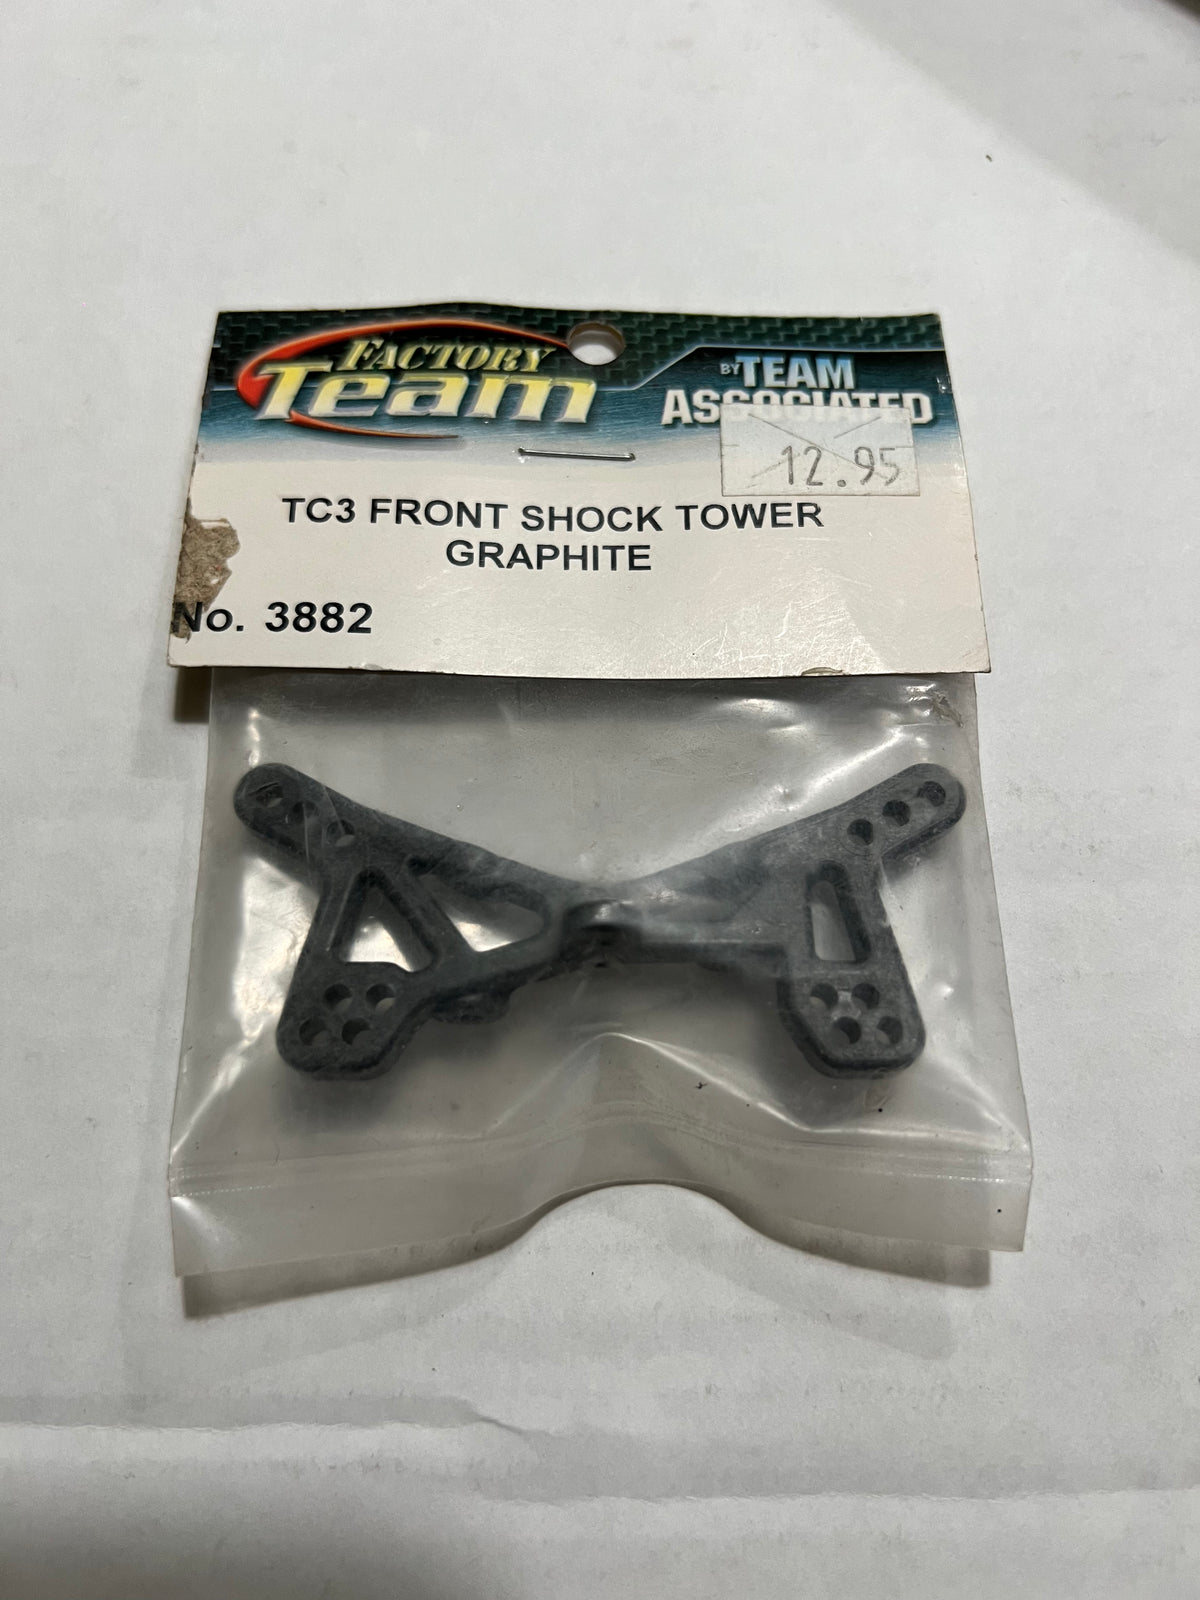 FACTORY
Team
BY TEAM
ASSOCIATED
12.95
TC3 FRONT SHOCK TOWER
GRAPHITE
No. 3882